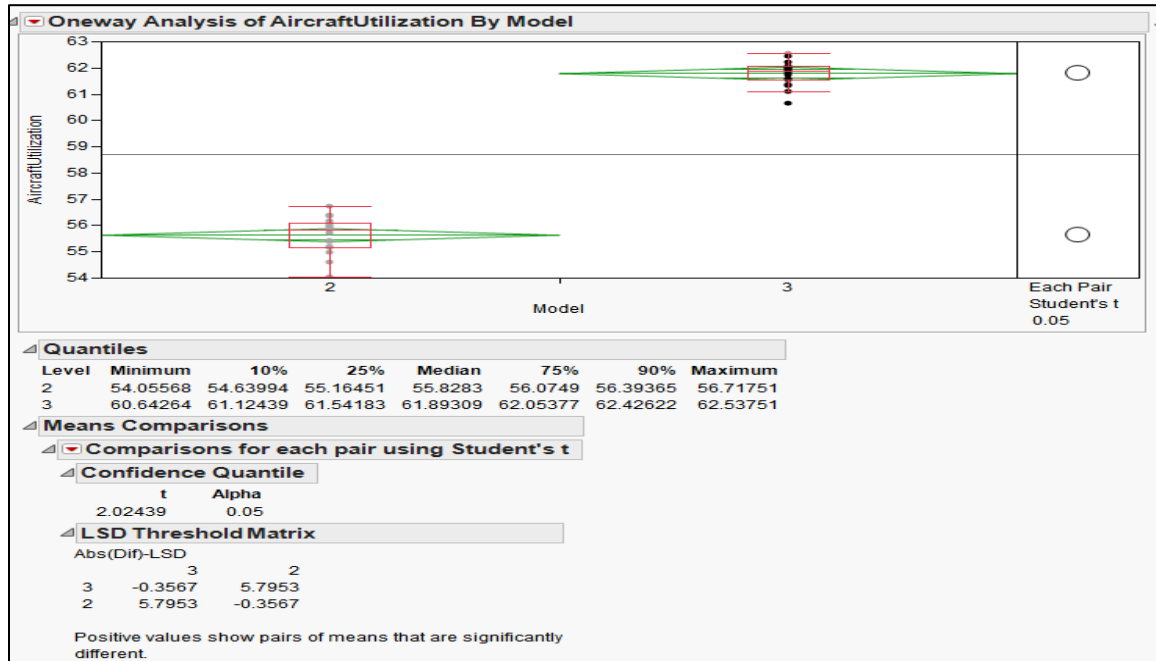 Oneway Analysis of AircraftUtilization By Model
63
62
61
60
59
58
57
56
55
54
AircraftUtilization
2 3
Model
Each Pair
Student's t
0.05
Quantiles
Level Minimum 10% 25% Median 75% 90% Maximum
2 54.05568 54.63994 55.16451 55.8283 56.0749 56.39365 56.71751
3 60.64264 61.12439 61.54183 61.89309 62.05377 62.42622 62.53751
Means Comparisons
Comparisons for each pair using Student's t
Confidence Quantile
t Alpha
2.02439 0.05
LSD Threshold Matrix
Abs(Dif)-LSD
3 2
3 -0.3567 5.7953
2 5.7953 -0.3567
Positive values show pairs of means that are significantly
different.